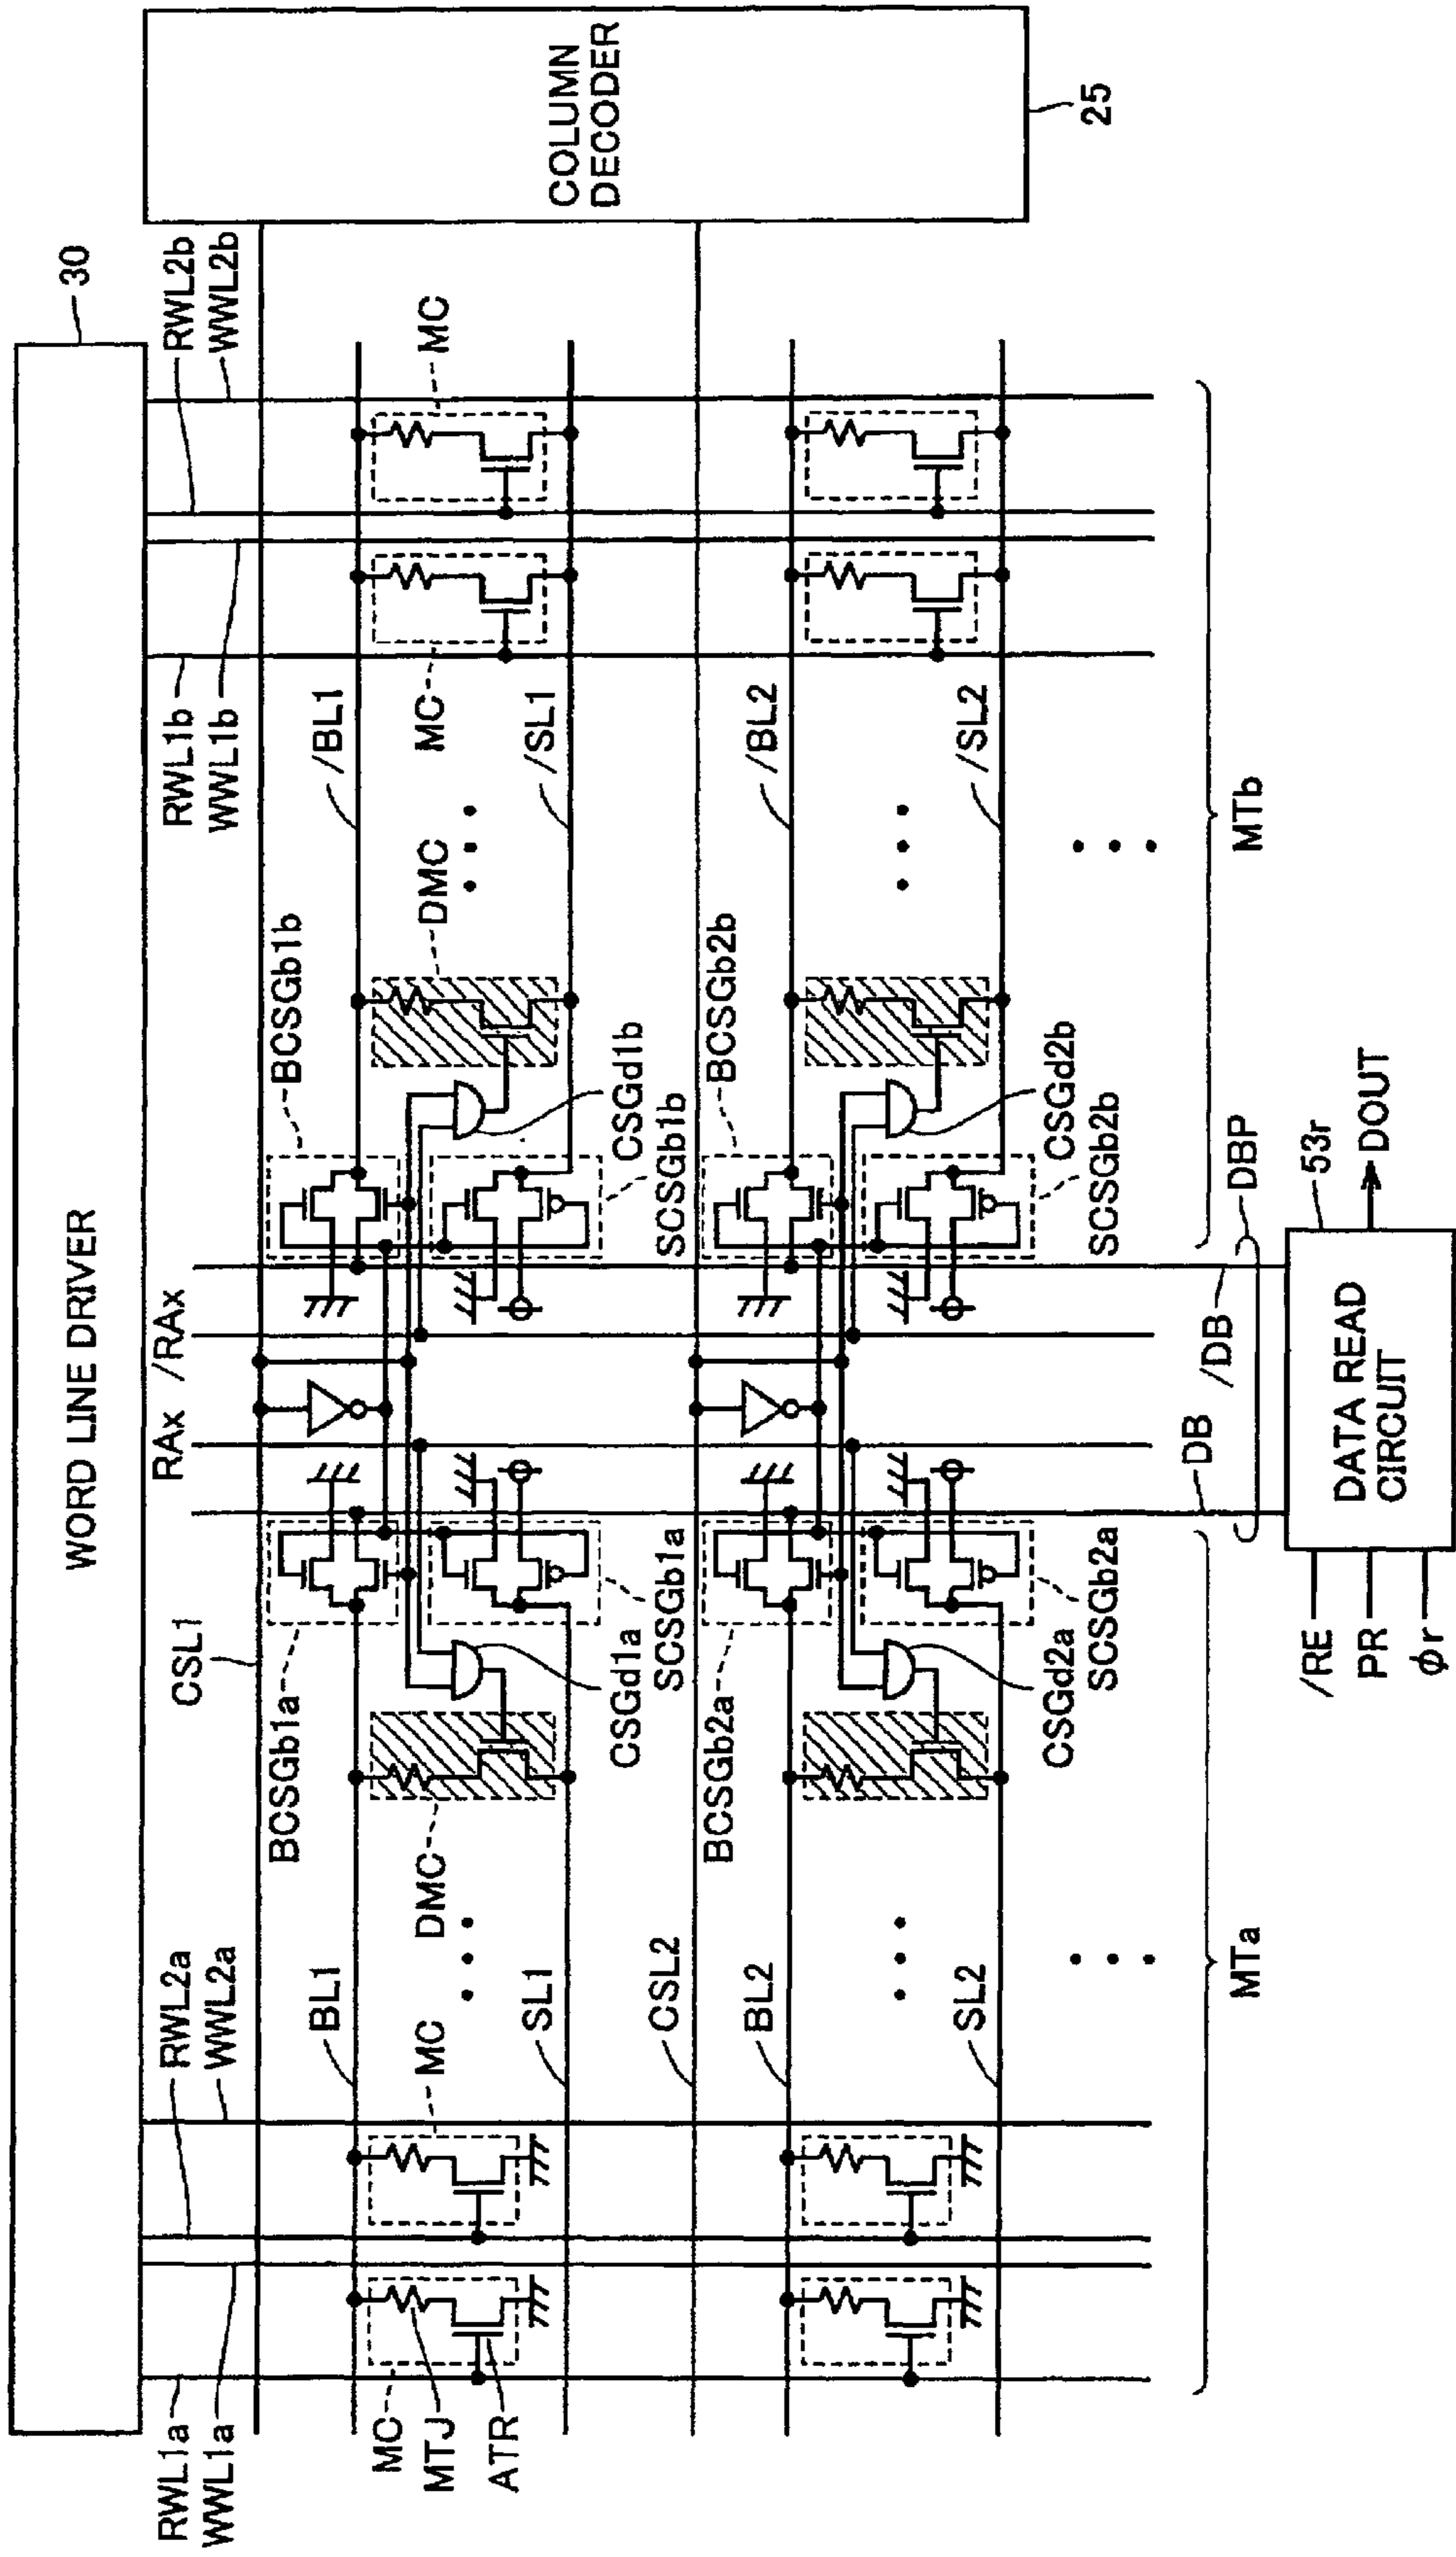 WORD LINE DRIVER
30
COLUMN
DECODER
25
RWL1a
WWL1a
RWL2a
WWL2a
CSL1
RAx
/RAx
RWL1b
WWL1b
RWL2b
WWL2b
BCSGb1a
BCSGb1b
BL1
/BL1
MC
MTJ
ATR
MC
DMC
DMC
MC
MC
SL1
CSGd1a
SCSGb1a
SCSGb1b
CSGd1b
/SL1
CSL2
BCSGb2a
BCSGb2b
BL2
/BL2
SL2
CSGd2a
SCSGb2a
SCSGb2b
CSGd2b
/SL2
MTa
DB
/DB
DBP
MTb
/RE
PR
φr
DATA READ
CIRCUIT
53r
DOUT